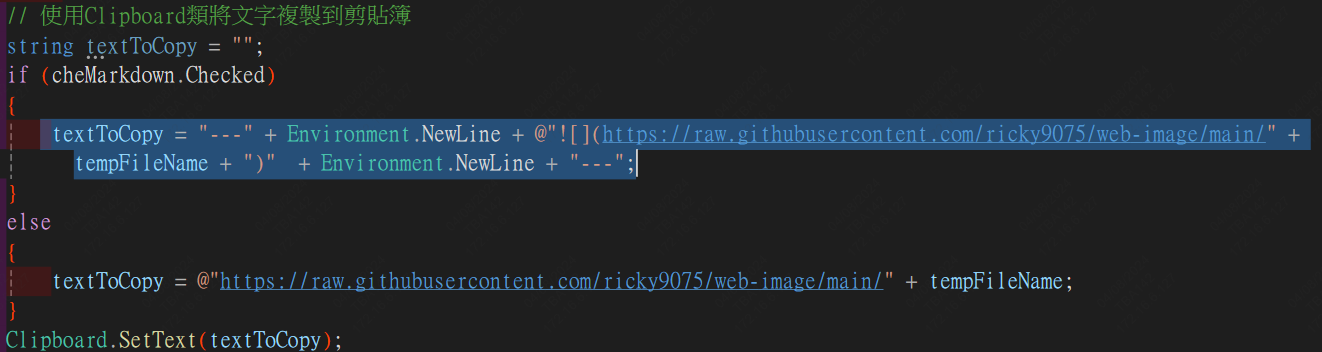 // 使用Clipboard類將文字複製到剪貼簿
string textToCopy = "";
if (cheMarkdown.Checked)
{
textToCopy = "---" + Environment.NewLine + @"![](https://raw.githubusercontent.com/ricky9075/web-image/main/" +
tempFileName + ")"  + Environment.NewLine + "---";
}
else
{
textToCopy = @"https://raw.githubusercontent.com/ricky9075/web-image/main/" + tempFileName;
}
Clipboard.SetText(textToCopy);